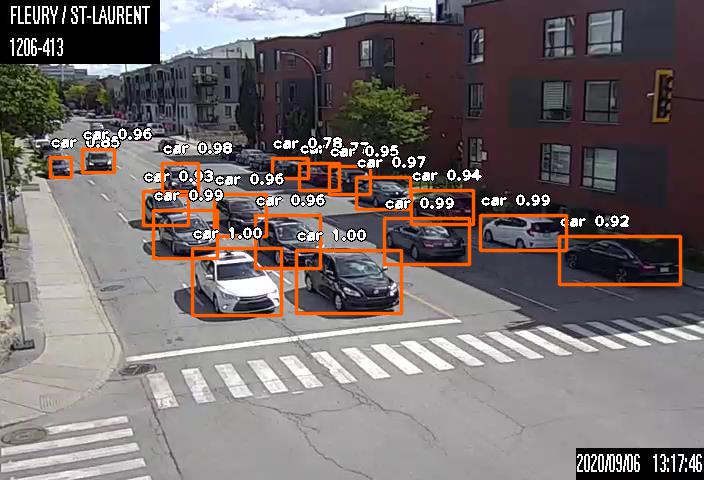 FLEURY / ST-LAURENT
1206-413
car 0.96
car 0.85
car 0.98
car 0.78
car 0.77
car 0.95
car 0.97
car 0.93
car 0.96
car 0.94
car 0.99
car 0.96
car 0.99
car 0.99
car 0.92
car 1.00
car 1.00
2020/09/06 13:17:46